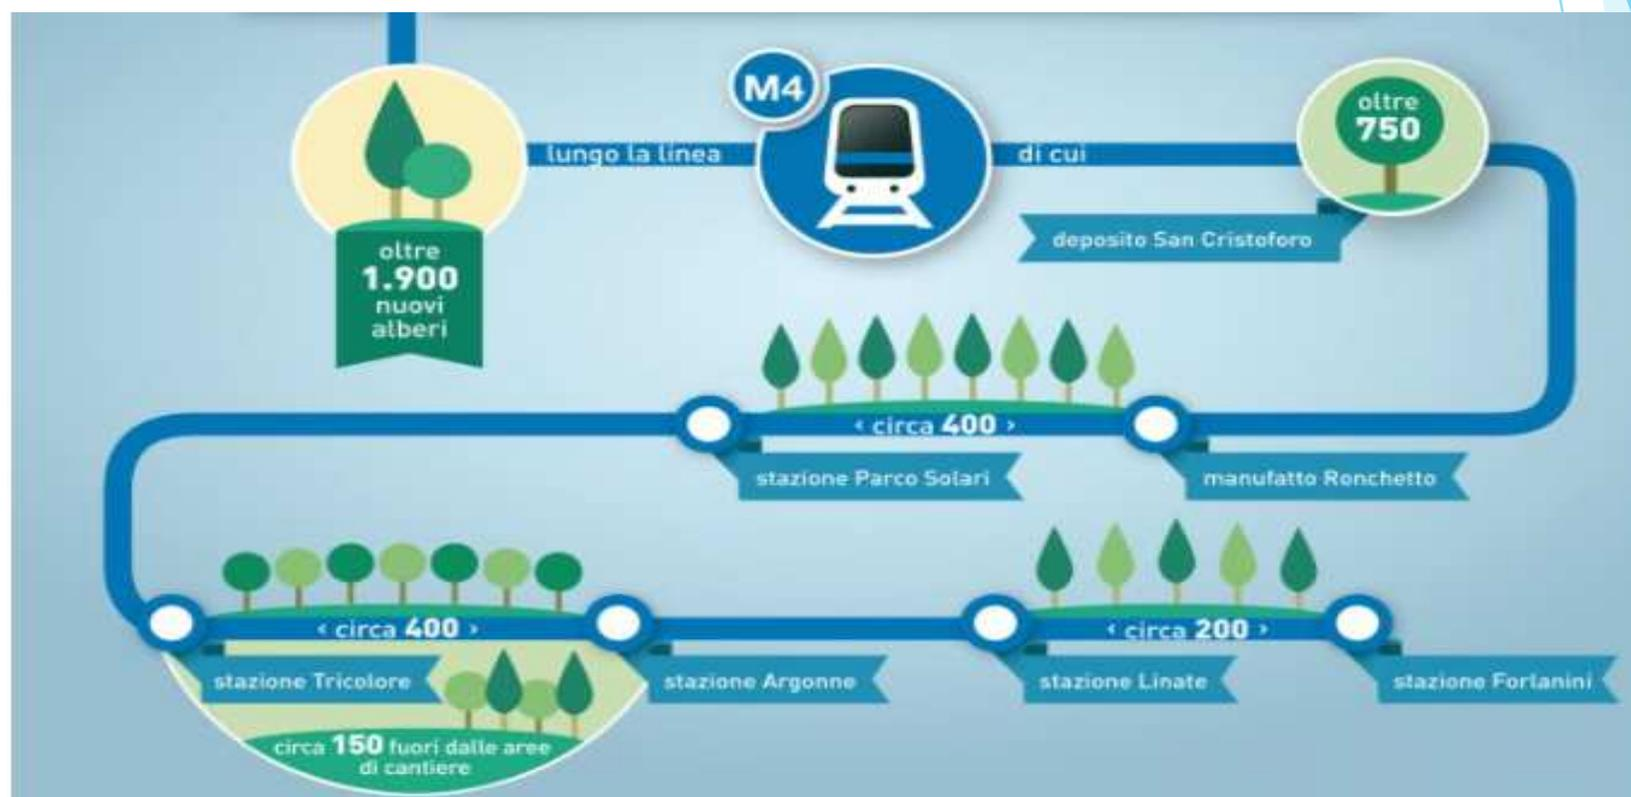 M4
lungo la linea
di cui
oltre
750
deposito San Cristoforo
oltre
1.900
nuovi
alberi
‹ circa 400 ›
stazione Parco Solari
manufatto Ronchetto
‹ circa 400 ›
‹ circa 200 ›
stazione Tricolore
stazione Argonne
stazione Linate
stazione Forlanini
circa 150 fuori dalle aree
di cantiere